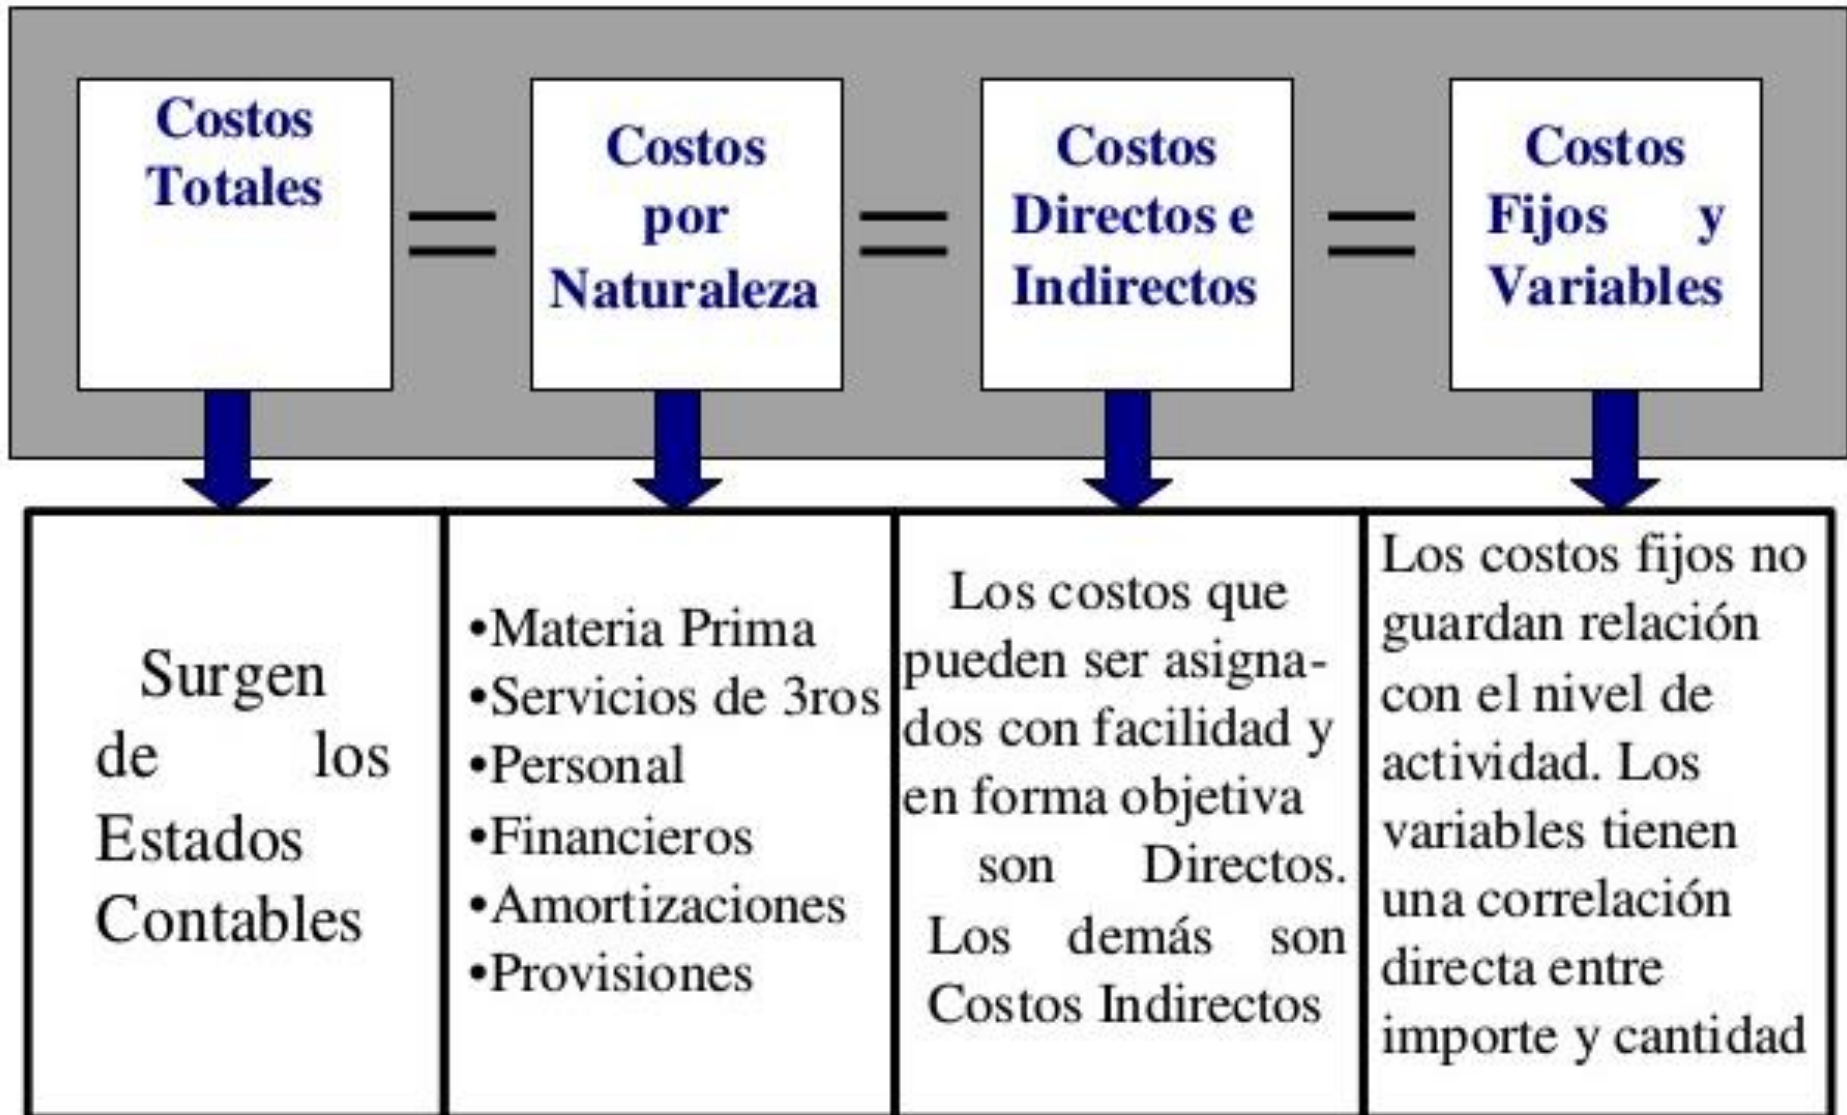 Costos
Totales
Costos
por
Naturaleza
Costos
Directos e
Indirectos
Costos
Fijos y
Variables
Surgen
de los
Estados
Contables
•Materia Prima
•Servicios de 3ros
•Personal
•Financieros
•Amortizaciones
•Provisiones
Los costos que
pueden ser asigna-
dos con facilidad y
en forma objetiva
son Directos.
Los demás son
Costos Indirectos
Los costos fijos no
guardan relación
con el nivel de
actividad. Los
variables tienen
una correlación
directa entre
importe y cantidad